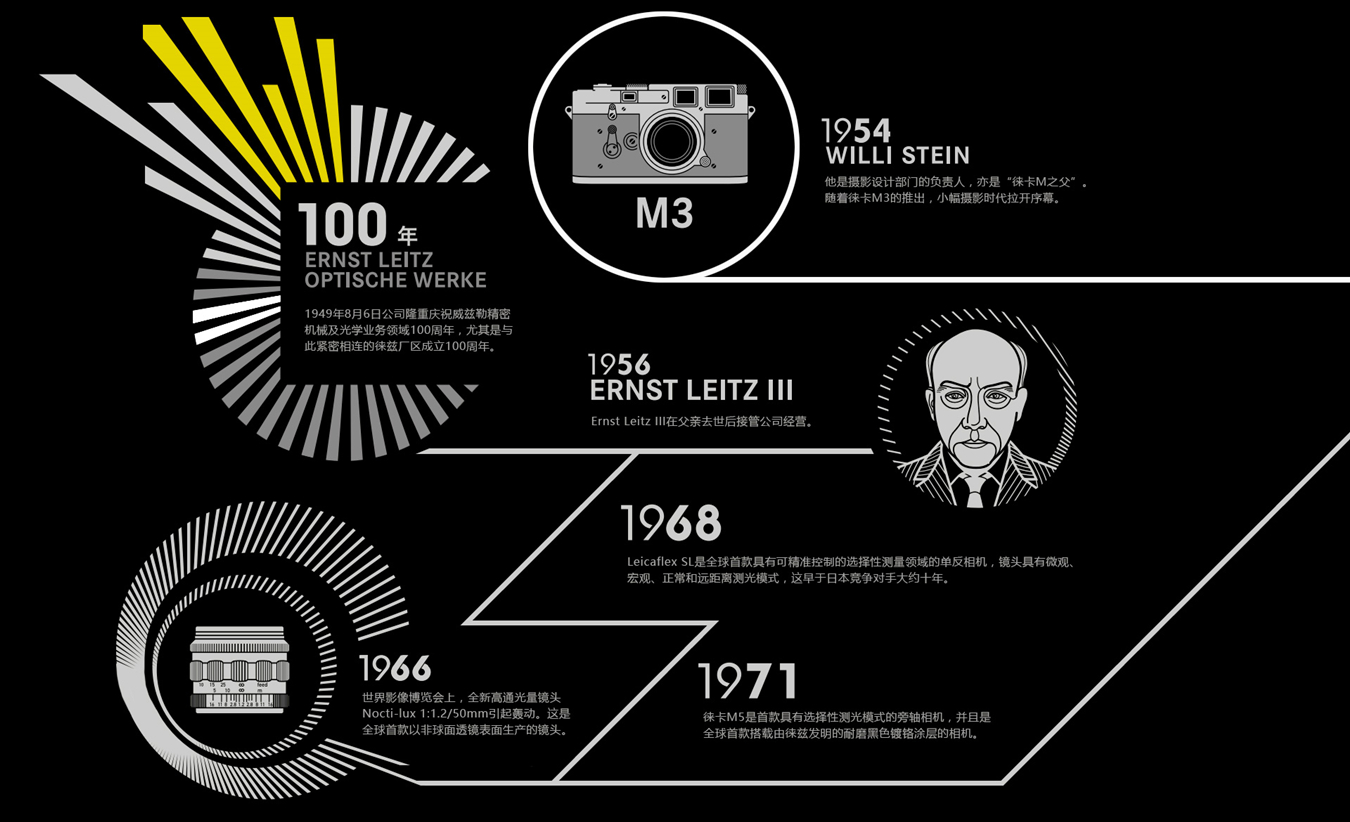 100 年
ERNST LEITZ
OPTISCHE WERKE
1949年8月6日公司隆重庆祝威兹勒精密
机械及光学业务领域100周年，尤其是与
此紧密相连的徕兹厂区成立100周年。
M3
1954
WILLI STEIN
他是摄影设计部门的负责人，亦是“徕卡M之父”。
随着徕卡M3的推出，小幅摄影时代拉开序幕。
1956
ERNST LEITZ III
Ernst Leitz III在父亲去世后接管公司经营。
1968
Leicaflex SL是全球首款具有可精准控制的选择性测量领域的单反相机，镜头具有微观、
宏观、正常和远距离测光模式，这早于日本竞争对手大约十年。
1966
世界影像博览会上，全新高通光量镜头
Nocti-lux 1:1.2/50mm引起轰动。这是
全球首款以非球面透镜表面生产的镜头。
10 15 25 ∞ feed
5 10 ∞ m
1971
徕卡M5是首款具有选择性测光模式的旁轴相机，并且是
全球首款搭载由徕兹发明的耐磨黑色镀铬涂层的相机。